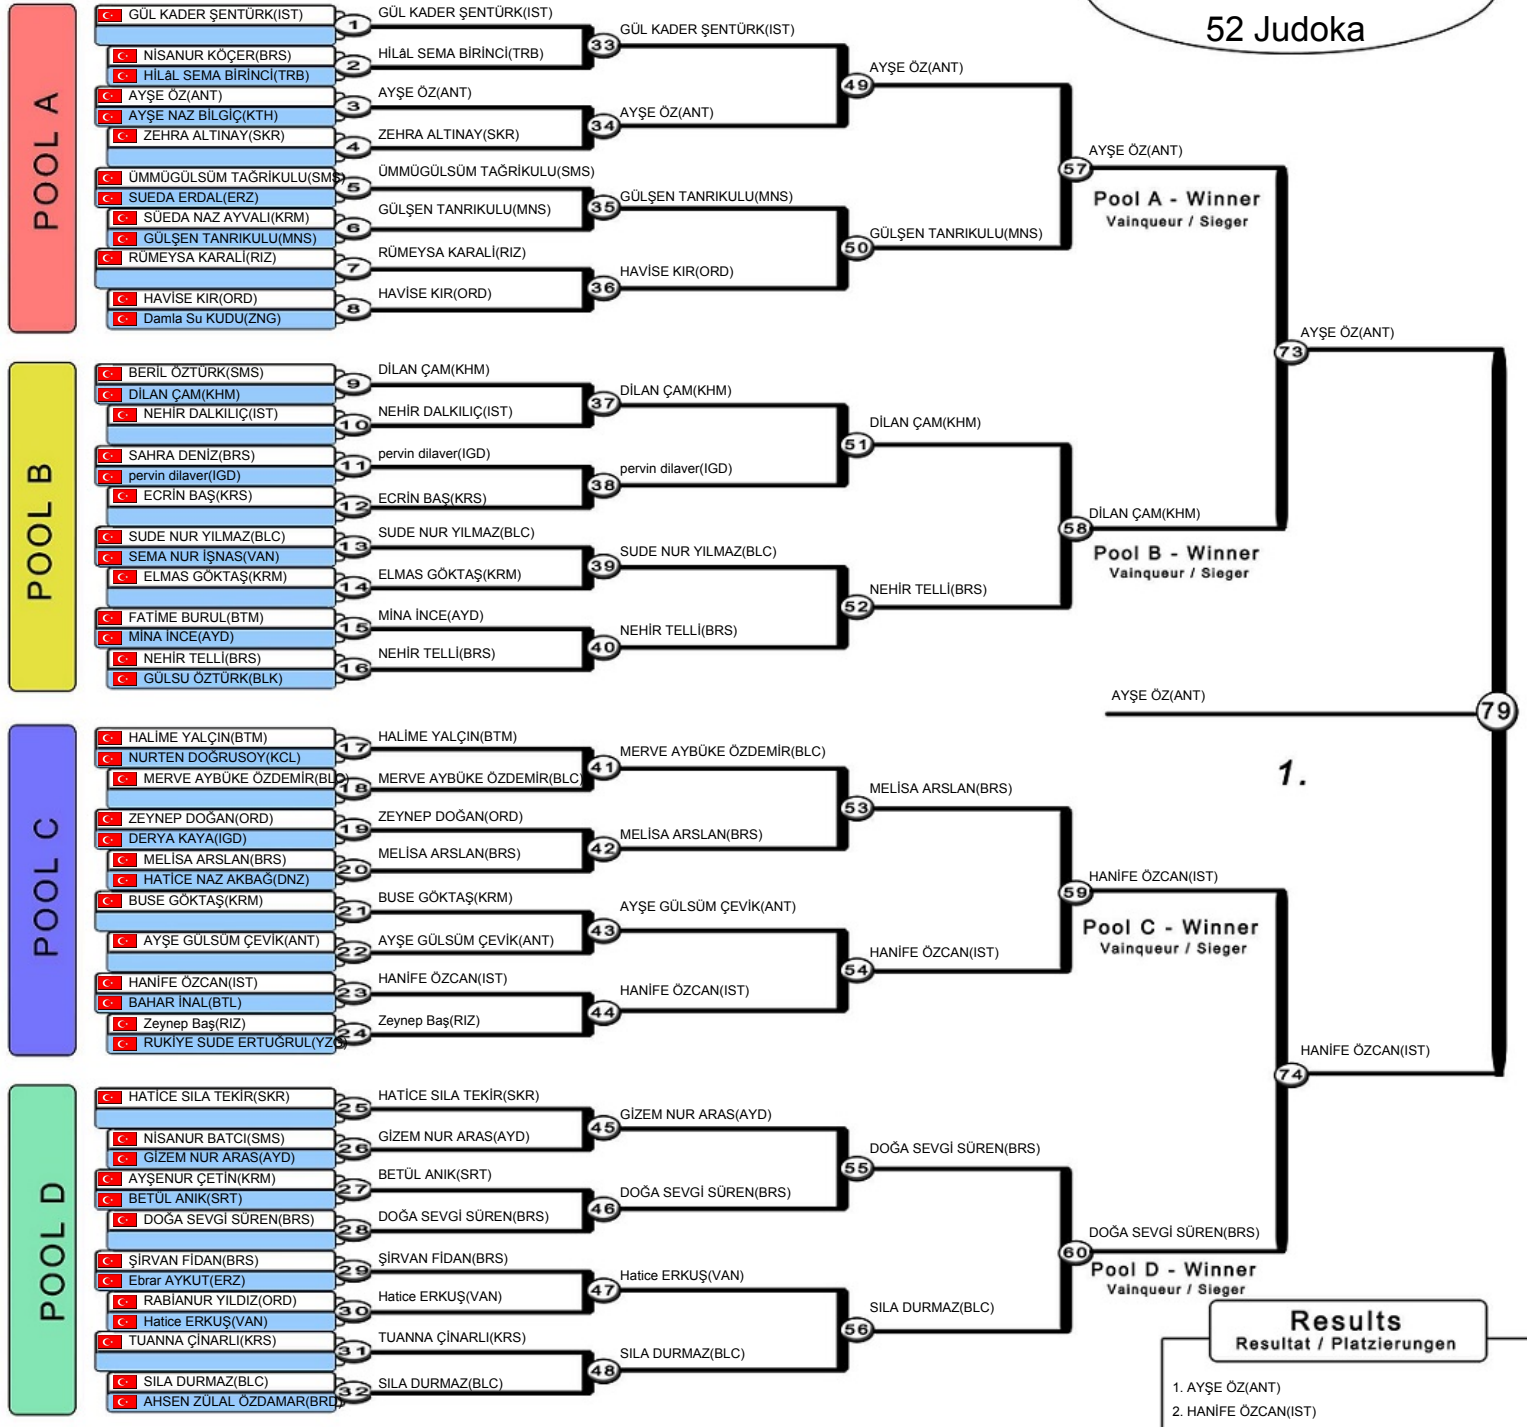 52 Judoka
POOL A
GÜL KADER ŞENTÜRK(IST)
NİSANUR KÖÇER(BRS)
HİLâL SEMA BİRİNCİ(TRB)
AYŞE ÖZ(ANT)
AYŞE NAZ BİLGİÇ(KTH)
ZEHRA ALTINAY(SKR)
ÜMMÜGÜLSÜM TAĞRİKULU(SMS)
SUEDA ERDAL(ERZ)
SÜEDA NAZ AYVALI(KRM)
GÜLŞEN TANRIKULU(MNS)
RÜMEYSA KARALİ(RIZ)
HAVİSE KIR(ORD)
Damla Su KUDU(ZNG)
1 GÜL KADER ŞENTÜRK(IST)
2 HİLâL SEMA BİRİNCİ(TRB)
3 AYŞE ÖZ(ANT)
4 ZEHRA ALTINAY(SKR)
5 ÜMMÜGÜLSÜM TAĞRİKULU(SMS)
6 GÜLŞEN TANRIKULU(MNS)
7 RÜMEYSA KARALİ(RIZ)
8 HAVİSE KIR(ORD)
33 GÜL KADER ŞENTÜRK(IST)
34 AYŞE ÖZ(ANT)
35 GÜLŞEN TANRIKULU(MNS)
36 HAVİSE KIR(ORD)
49 AYŞE ÖZ(ANT)
50 GÜLŞEN TANRIKULU(MNS)
57 AYŞE ÖZ(ANT)
Pool A - Winner
Vainqueur / Sieger
POOL B
BERİL ÖZTÜRK(SMS)
DİLAN ÇAM(KHM)
NEHİR DALKILIÇ(IST)
SAHRA DENİZ(BRS)
pervin dilaver(IGD)
ECRİN BAŞ(KRS)
SUDE NUR YILMAZ(BLC)
SEMA NUR İŞNAS(VAN)
ELMAS GÖKTAŞ(KRM)
FATİME BURUL(BTM)
MİNA İNCE(AYD)
NEHİR TELLİ(BRS)
GÜLSU ÖZTÜRK(BLK)
9 DİLAN ÇAM(KHM)
10 NEHİR DALKILIÇ(IST)
11 pervin dilaver(IGD)
12 ECRİN BAŞ(KRS)
13 SUDE NUR YILMAZ(BLC)
14 ELMAS GÖKTAŞ(KRM)
15 MİNA İNCE(AYD)
16 NEHİR TELLİ(BRS)
37 DİLAN ÇAM(KHM)
38 pervin dilaver(IGD)
39 SUDE NUR YILMAZ(BLC)
40 NEHİR TELLİ(BRS)
51 DİLAN ÇAM(KHM)
52 NEHİR TELLİ(BRS)
58 DİLAN ÇAM(KHM)
Pool B - Winner
Vainqueur / Sieger
73 AYŞE ÖZ(ANT)
AYŞE ÖZ(ANT) 79
1.
POOL C
HALİME YALÇIN(BTM)
NURTEN DOĞRUSOY(KCL)
MERVE AYBÜKE ÖZDEMİR(BLC)
ZEYNEP DOĞAN(ORD)
DERYA KAYA(IGD)
MELİSA ARSLAN(BRS)
HATİCE NAZ AKBAĞ(DNZ)
BUSE GÖKTAŞ(KRM)
AYŞE GÜLSÜM ÇEVİK(ANT)
HANİFE ÖZCAN(IST)
BAHAR İNAL(BTL)
Zeynep Baş(RIZ)
RUKİYE SUDE ERTUĞRUL(YZG)
17 HALİME YALÇIN(BTM)
18 MERVE AYBÜKE ÖZDEMİR(BLC)
19 ZEYNEP DOĞAN(ORD)
20 MELİSA ARSLAN(BRS)
21 BUSE GÖKTAŞ(KRM)
22 AYŞE GÜLSÜM ÇEVİK(ANT)
23 HANİFE ÖZCAN(IST)
24 Zeynep Baş(RIZ)
41 MERVE AYBÜKE ÖZDEMİR(BLC)
42 MELİSA ARSLAN(BRS)
43 AYŞE GÜLSÜM ÇEVİK(ANT)
44 HANİFE ÖZCAN(IST)
53 MELİSA ARSLAN(BRS)
54 HANİFE ÖZCAN(IST)
59 HANİFE ÖZCAN(IST)
Pool C - Winner
Vainqueur / Sieger
POOL D
HATİCE SILA TEKİR(SKR)
NİSANUR BATCI(SMS)
GİZEM NUR ARAS(AYD)
AYŞENUR ÇETİN(KRM)
BETÜL ANIK(SRT)
DOĞA SEVGİ SÜREN(BRS)
ŞİRVAN FİDAN(BRS)
Ebrar AYKUT(ERZ)
RABİANUR YILDIZ(ORD)
Hatice ERKUŞ(VAN)
TUANNA ÇİNARLI(KRS)
SILA DURMAZ(BLC)
AHSEN ZÜLAL ÖZDAMAR(BRD)
25 HATİCE SILA TEKİR(SKR)
26 GİZEM NUR ARAS(AYD)
27 BETÜL ANIK(SRT)
28 DOĞA SEVGİ SÜREN(BRS)
29 ŞİRVAN FİDAN(BRS)
30 Hatice ERKUŞ(VAN)
31 TUANNA ÇİNARLI(KRS)
32 SILA DURMAZ(BLC)
45 GİZEM NUR ARAS(AYD)
46 DOĞA SEVGİ SÜREN(BRS)
47 Hatice ERKUŞ(VAN)
48 SILA DURMAZ(BLC)
55 DOĞA SEVGİ SÜREN(BRS)
56 SILA DURMAZ(BLC)
60 DOĞA SEVGİ SÜREN(BRS)
Pool D - Winner
Vainqueur / Sieger
74 HANİFE ÖZCAN(IST)
Results
Resultat / Platzierungen
1. AYŞE ÖZ(ANT)
2. HANİFE ÖZCAN(IST)